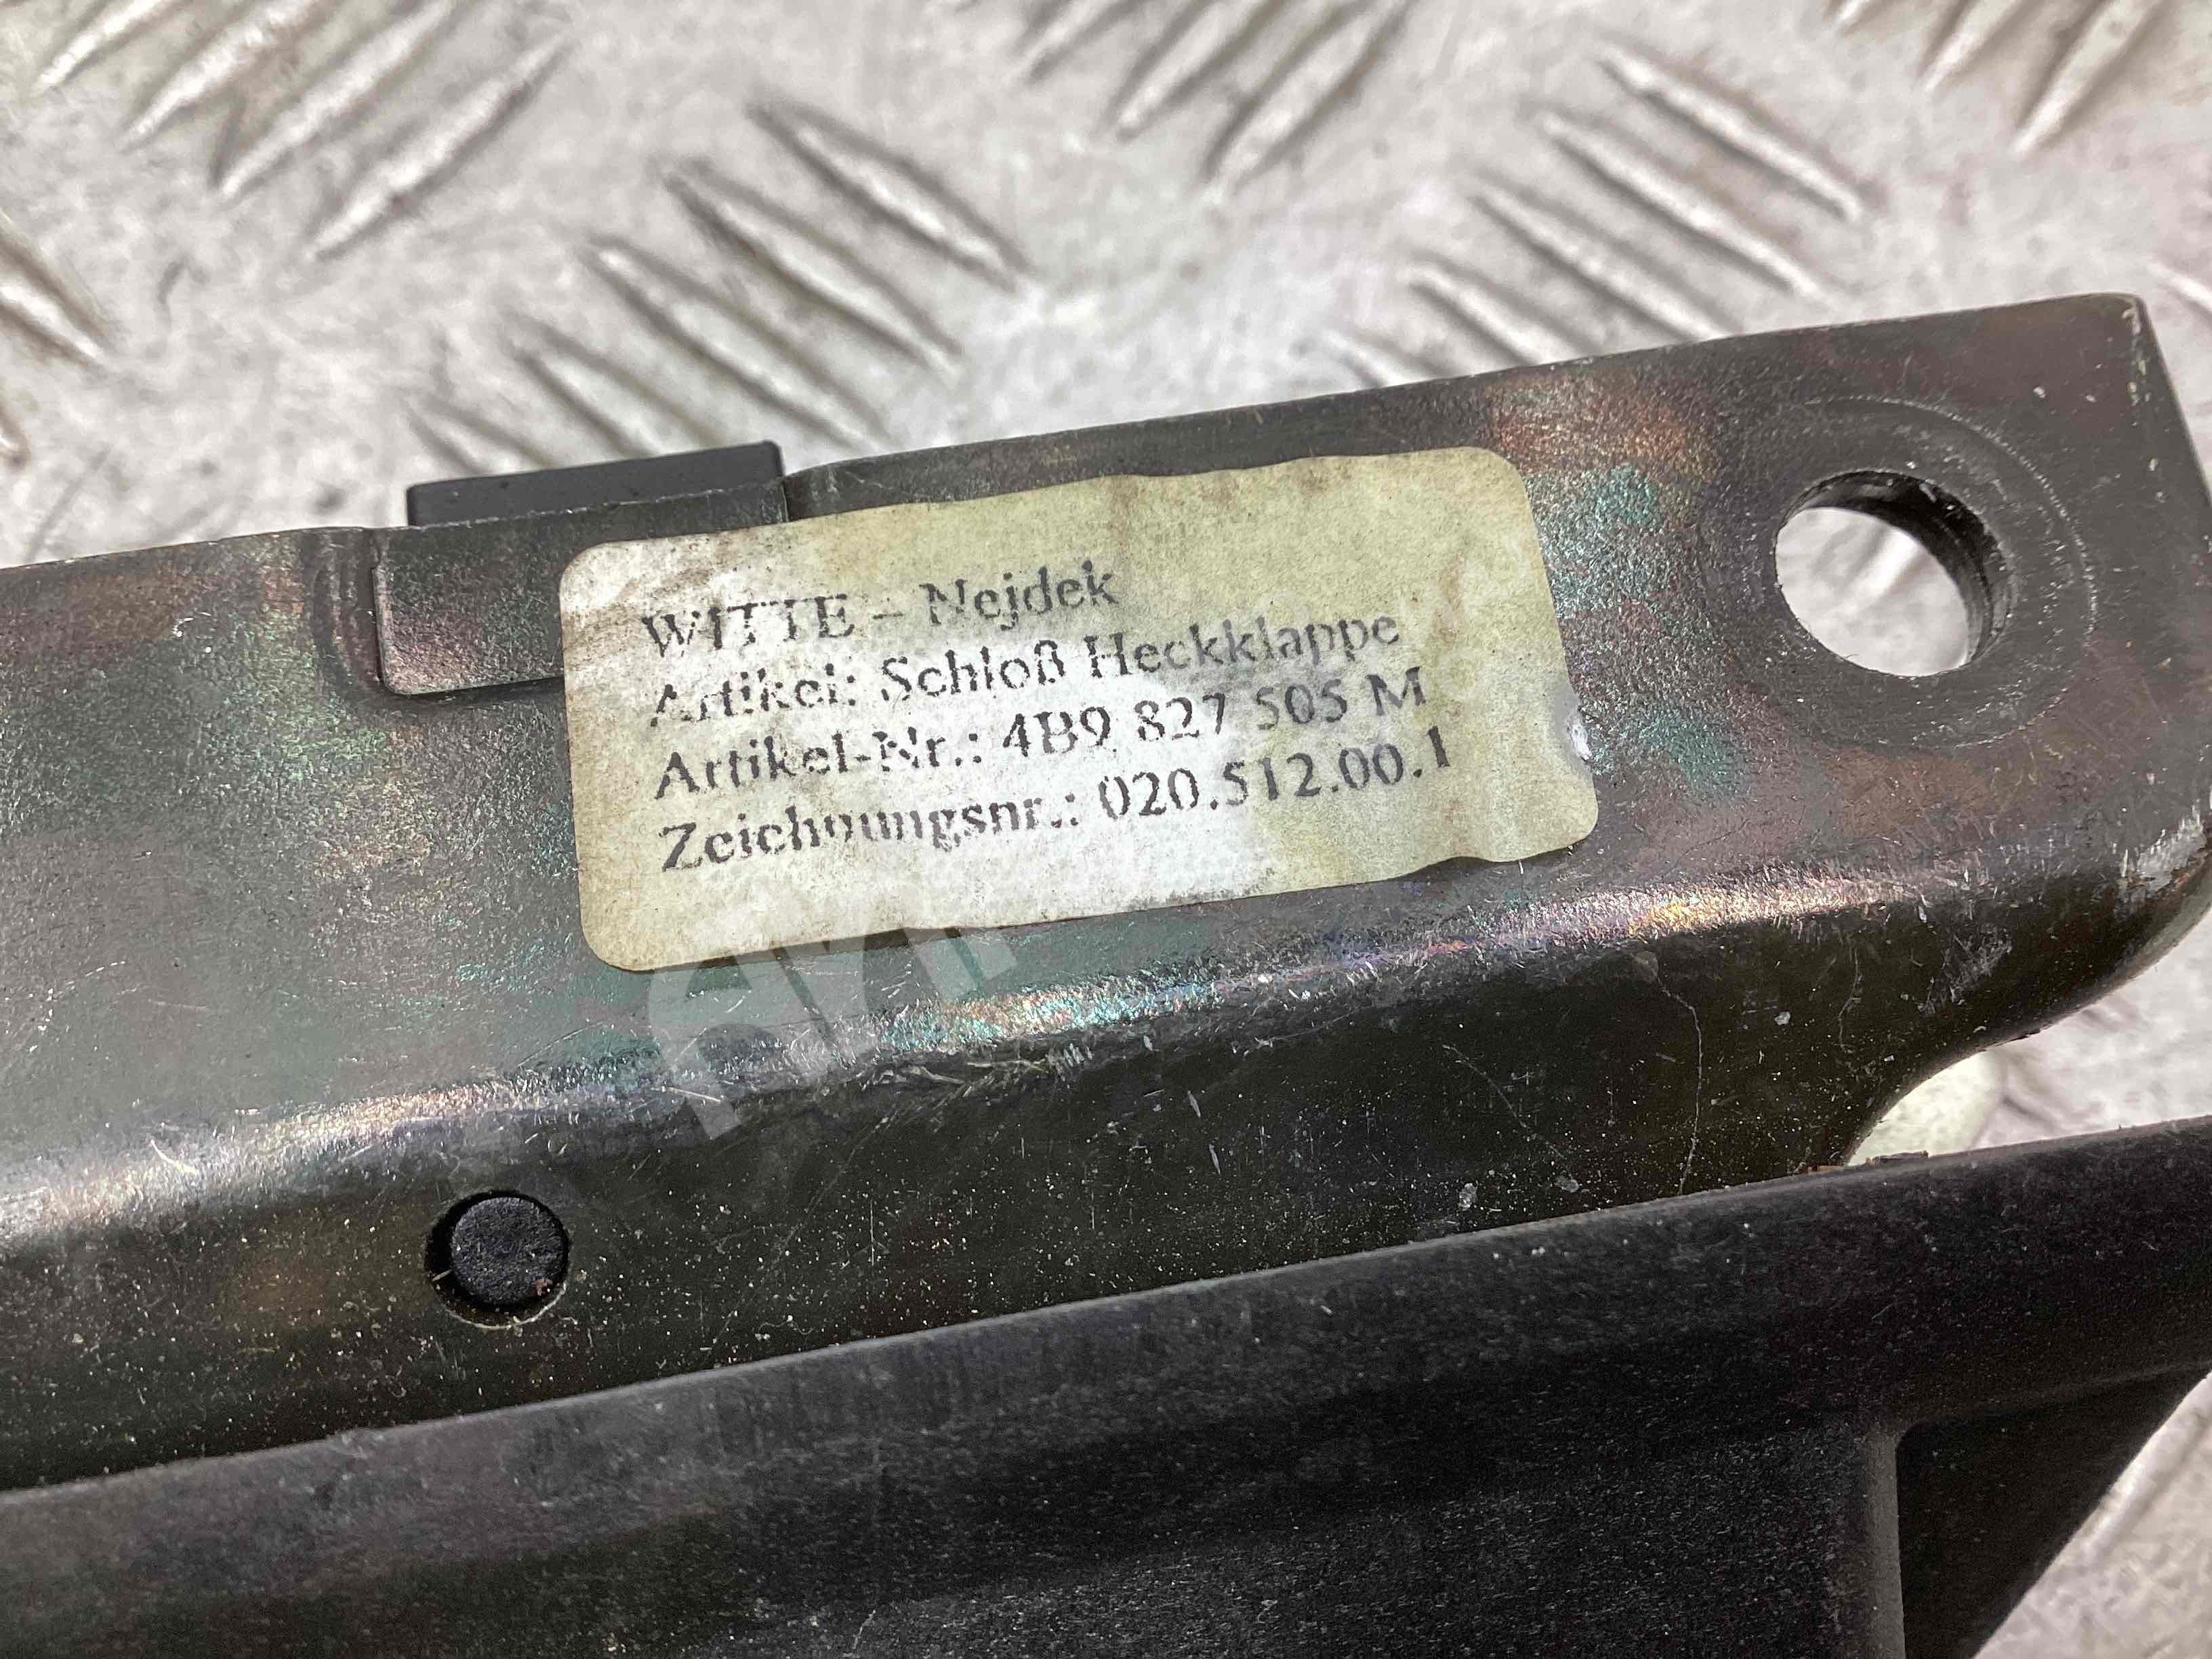 WITTE – Nejdek
Artikel: Schloß Heckklappe
Artikel-Nr.: 4B9 827 505 M
Zeichnungsnr.: 020.512.00.1